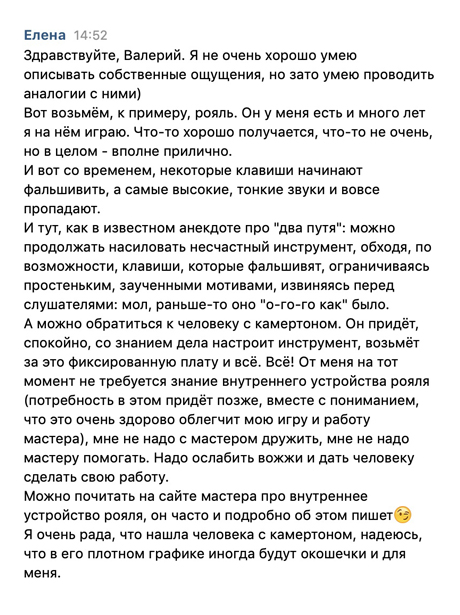 Елена 14:52
Здравствуйте, Валерий. Я не очень хорошо умею
описывать собственные ощущения, но зато умею проводить
аналогии с ними)
Вот возьмём, к примеру, рояль. Он у меня есть и много лет
я на нём играю. Что-то хорошо получается, что-то не очень,
но в целом - вполне прилично.
И вот со временем, некоторые клавиши начинают
фальшивить, а самые высокие, тонкие звуки и вовсе
пропадают.
И тут, как в известном анекдоте про "два путя": можно
продолжать насиловать несчастный инструмент, обходя, по
возможности, клавиши, которые фальшивят, ограничиваясь
простеньким, заученными мотивами, извиняясь перед
слушателями: мол, раньше-то оно "о-го-го как" было.
А можно обратиться к человеку с камертоном. Он придёт,
спокойно, со знанием дела настроит инструмент, возьмёт
за это фиксированную плату и всё. Всё! От меня на тот
момент не требуется знание внутреннего устройства рояля
(потребность в этом придёт позже, вместе с пониманием,
что это очень здорово облегчит мою игру и работу
мастера), мне не надо с мастером дружить, мне не надо
мастеру помогать. Надо ослабить вожжи и дать человеку
сделать свою работу.
Можно почитать на сайте мастера про внутреннее
устройство рояля, он часто и подробно об этом пишет🧐
Я очень рада, что нашла человека с камертоном, надеюсь,
что в его плотном графике иногда будут окошечки и для
меня.